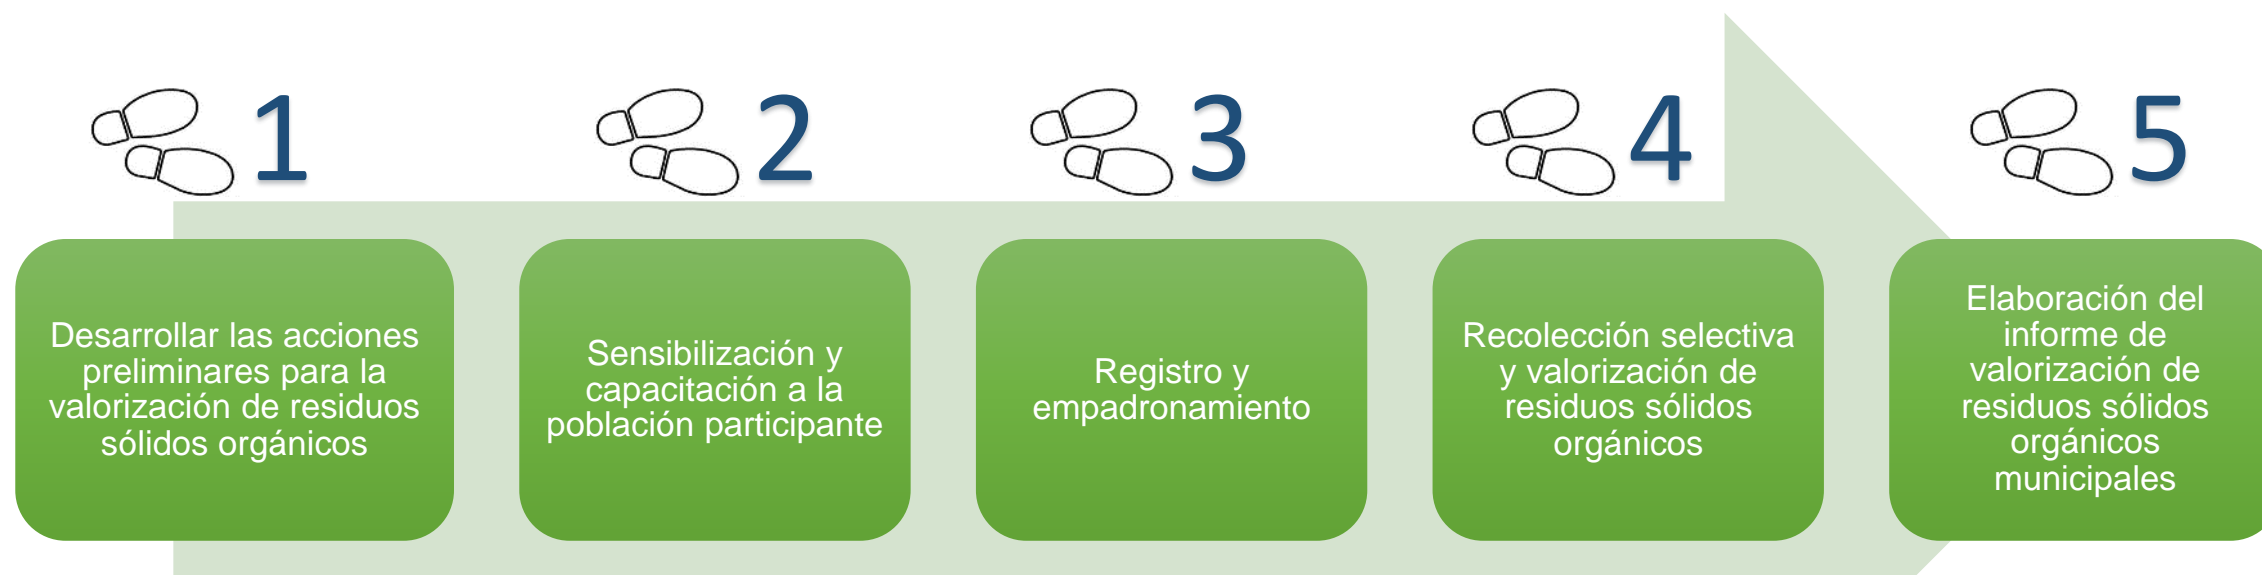 1
2
3
4
5
Desarrollar las acciones
preliminares para la
valorización de residuos
sólidos orgánicos
Sensibilización y
capacitación a la
población participante
Registro y
empadronamiento
Recolección selectiva
y valorización de
residuos sólidos
orgánicos
Elaboración del
informe de
valorización de
residuos sólidos
orgánicos
municipales